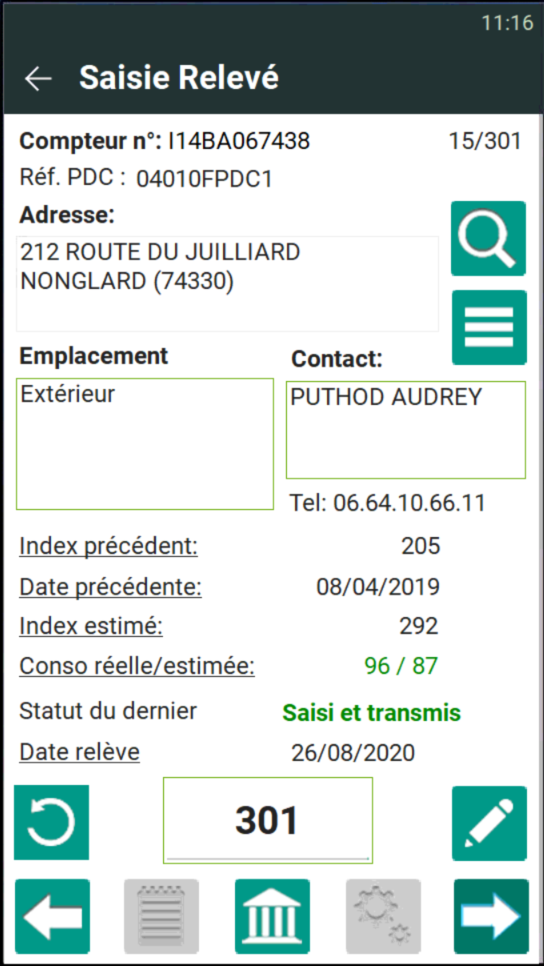 11:16
Saisie Relevé
Compteur n°: I14BA067438 15/301
Réf. PDC : 04010FPDC1
Adresse:
212 ROUTE DU JUILLIARD
NONGLARD (74330)
Emplacement Contact:
Extérieur PUTHOD AUDREY
Tel: 06.64.10.66.11
Index précédent: 205
Date précédente: 08/04/2019
Index estimé: 292
Conso réelle/estimée: 96 / 87
Statut du dernier Saisi et transmis
Date relève 26/08/2020
301